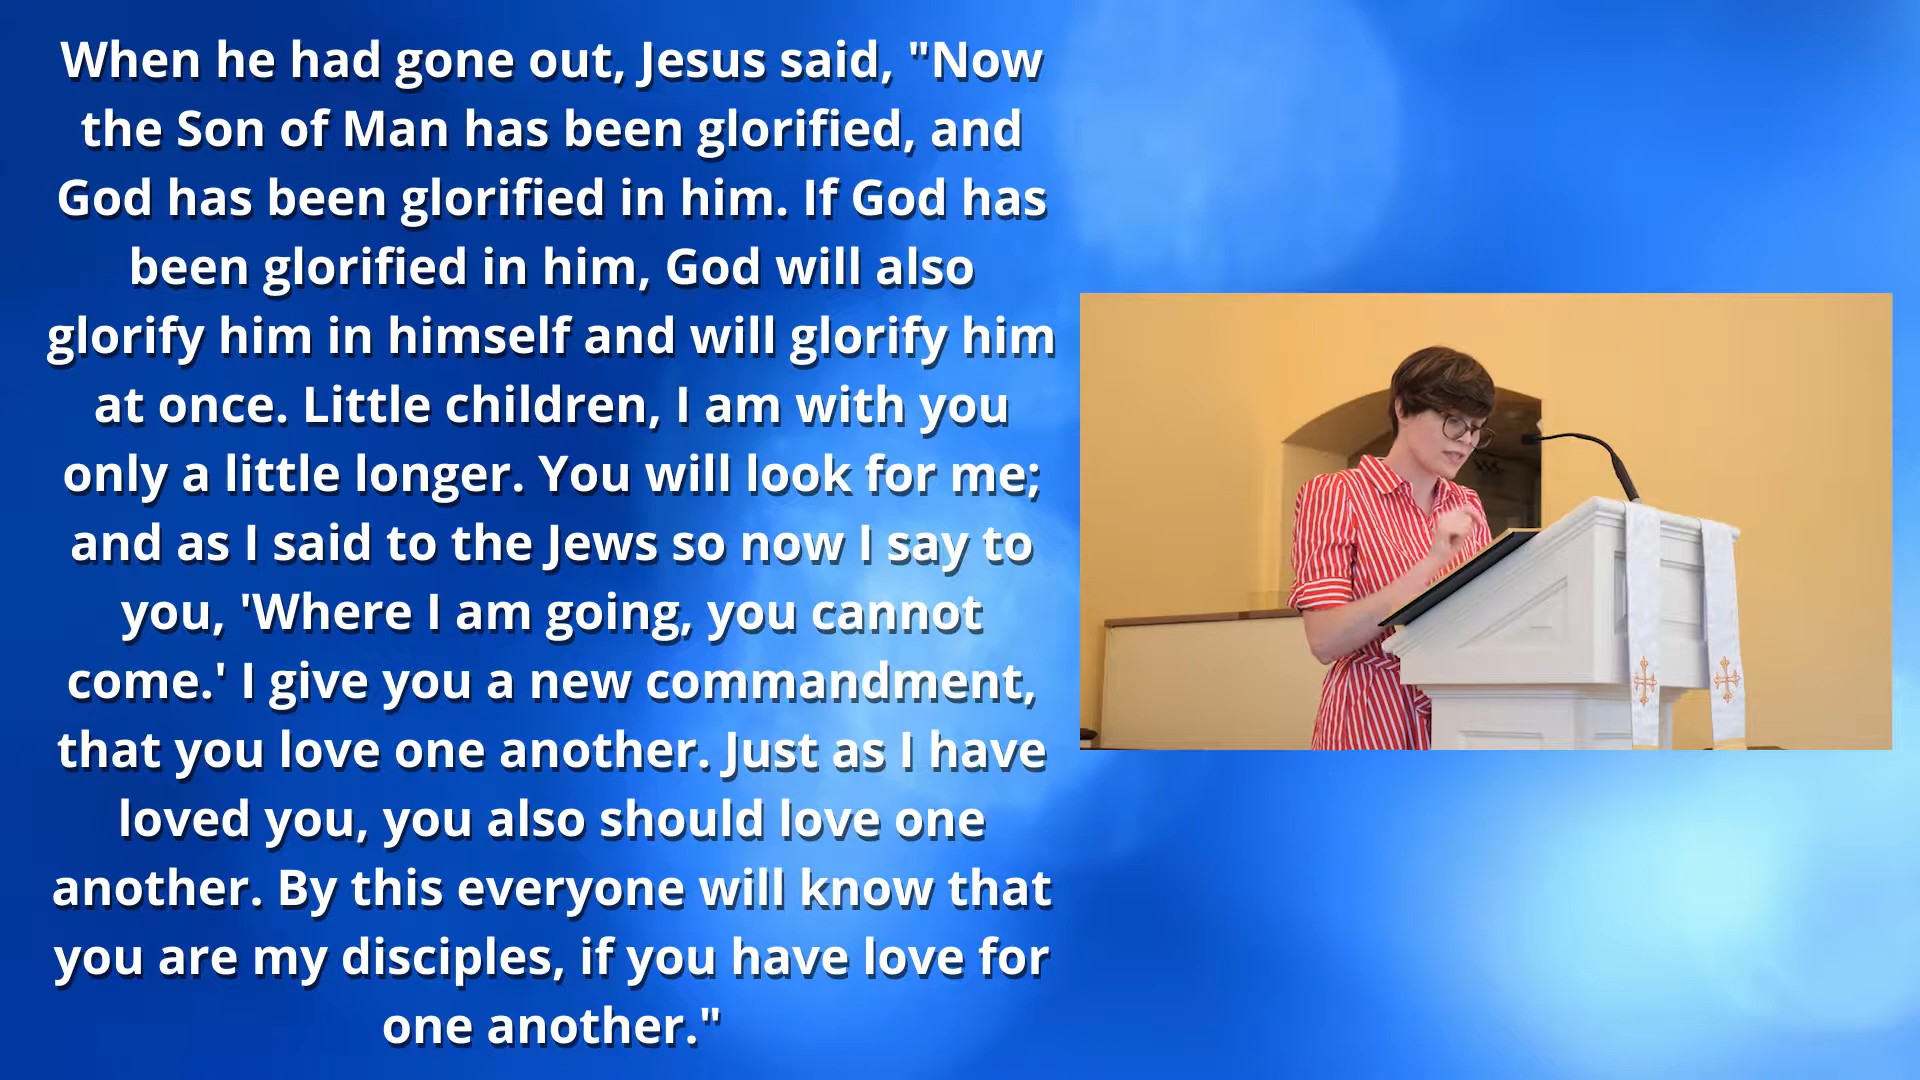 When he had gone out, Jesus said, "Now
the Son of Man has been glorified, and
God has been glorified in him. If God has
been glorified in him, God will also
glorify him in himself and will glorify him
at once. Little children, I am with you
only a little longer. You will look for me;
and as I said to the Jews so now I say to
you, 'Where I am going, you cannot
come.' I give you a new commandment,
that you love one another. Just as I have
loved you, you also should love one
another. By this everyone will know that
you are my disciples, if you have love for
one another."